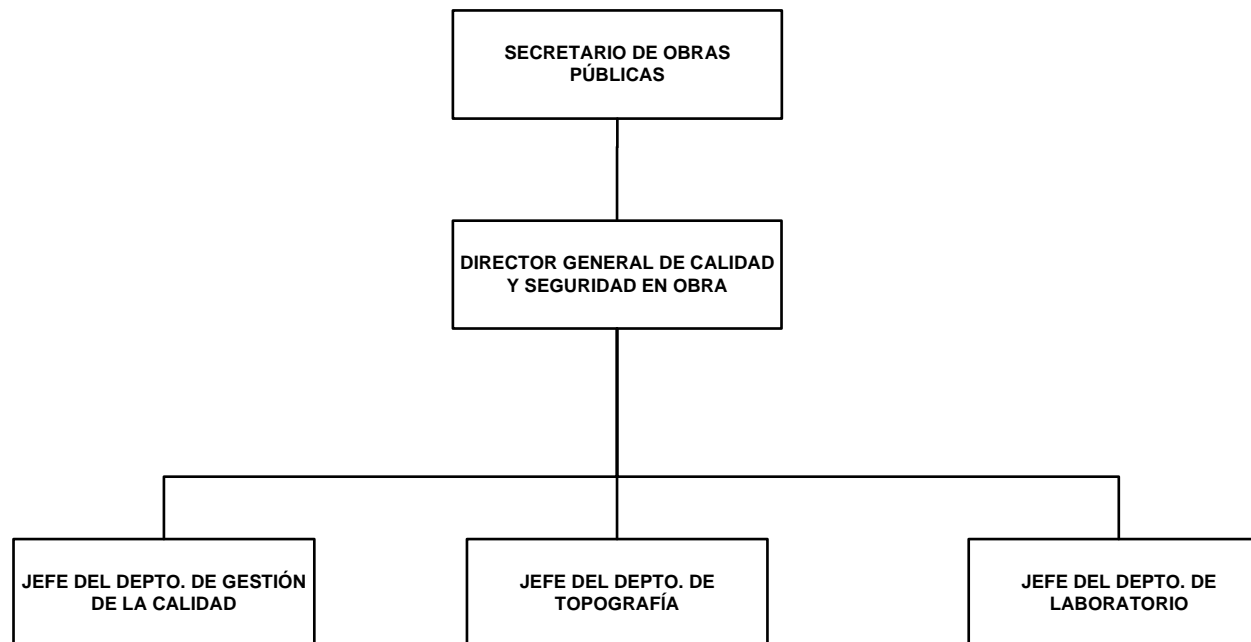 SECRETARIO DE OBRAS
PÚBLICAS
DIRECTOR GENERAL DE CALIDAD
Y SEGURIDAD EN OBRA
JEFE DEL DEPTO. DE GESTIÓN
DE LA CALIDAD
JEFE DEL DEPTO. DE
TOPOGRAFÍA
JEFE DEL DEPTO. DE
LABORATORIO